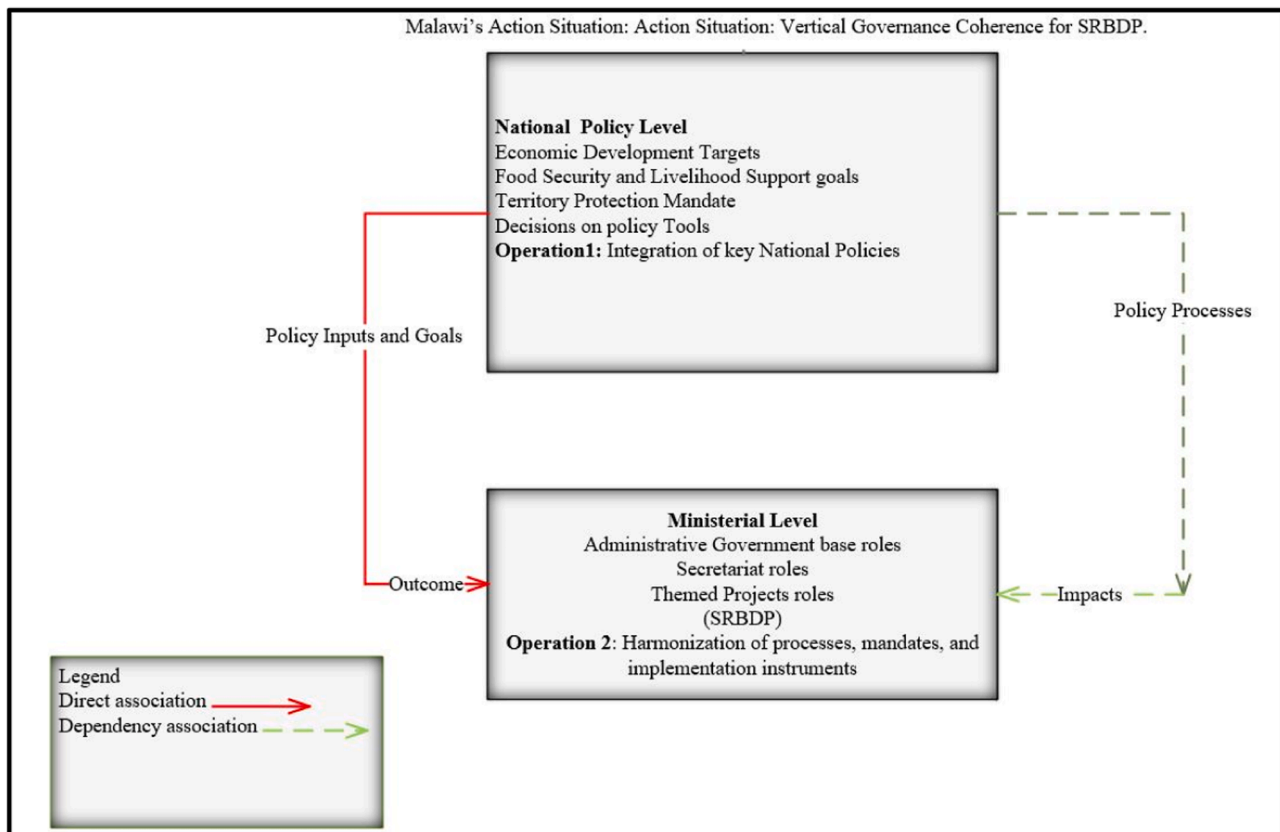 Malawi's Action Situation: Action Situation: Vertical Governance Coherence for SRBDP.
National Policy Level
Economic Development Targets
Food Security and Livelihood Support goals
Territory Protection Mandate
Decisions on policy Tools
Operation1: Integration of key National Policies
Policy Inputs and Goals
Policy Processes
Ministerial Level
Administrative Government base roles
Secretariat roles
Themed Projects roles
(SRBDP)
Operation 2: Harmonization of processes, mandates, and
implementation instruments
Outcome
Impacts
Legend
Direct association
Dependency association